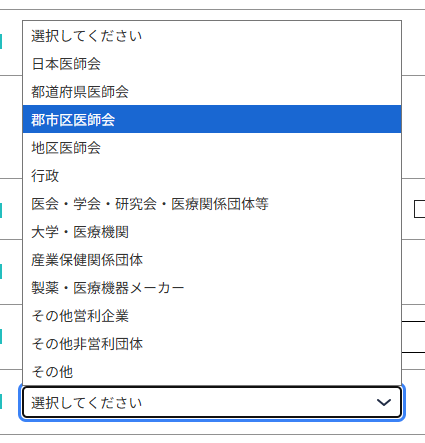 選択してください
日本医師会
都道府県医師会
郡市区医師会
地区医師会
行政
医会・学会・研究会・医療関係団体等
大学・医療機関
産業保健関係団体
製薬・医療機器メーカー
その他営利企業
その他非営利団体
その他
選択してください